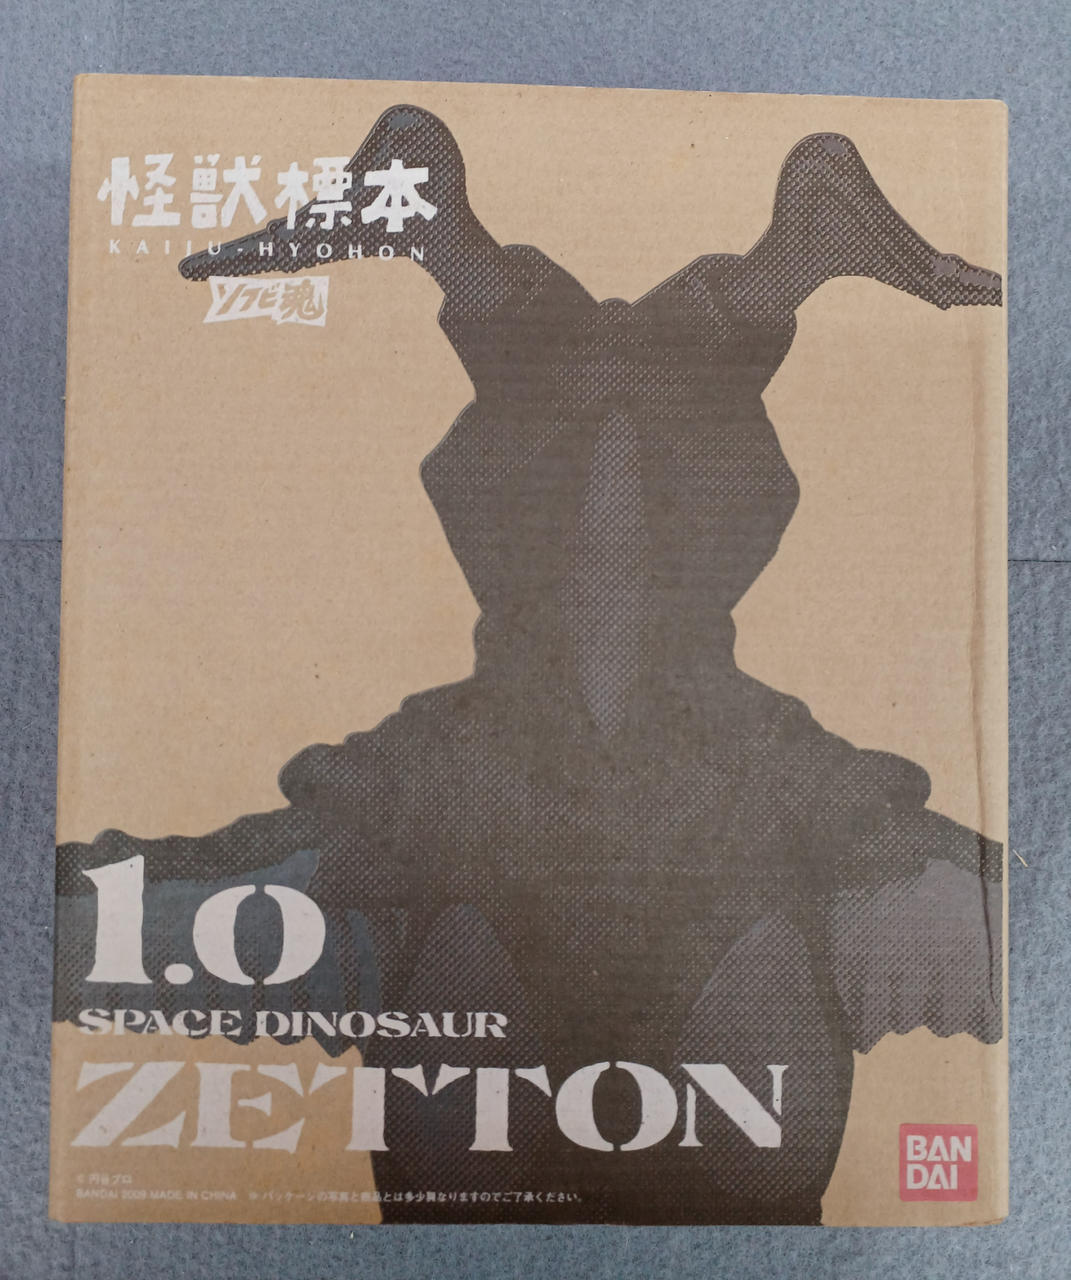 怪獣標本
KAIJU-HYOHON
ソフビ魂
1.0
SPACE DINOSAUR
ZETTON
© 円谷プロ
BANDAI 2009 MADE IN CHINA ※パッケージの写真と商品とは多少異なりますのでご了承ください。
BAN
DAI